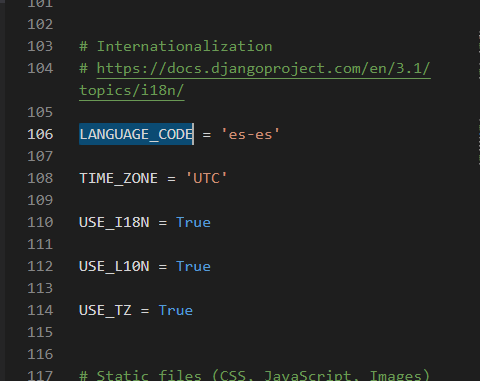 101
102
103 # Internationalization
104 # https://docs.djangoproject.com/en/3.1/
topics/i18n/
105
106 LANGUAGE_CODE = 'es-es'
107
108 TIME_ZONE = 'UTC'
109
110 USE_I18N = True
111
112 USE_L10N = True
113
114 USE_TZ = True
115
116
117 # Static files (CSS, JavaScript, Images)